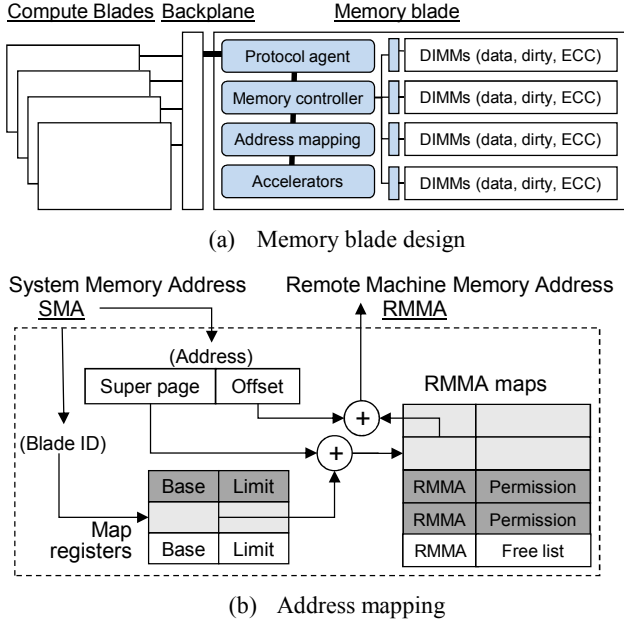 Compute Blades Backplane Memory blade
Protocol agent DIMMs (data, dirty, ECC)
Memory controller DIMMs (data, dirty, ECC)
Address mapping DIMMs (data, dirty, ECC)
Accelerators DIMMs (data, dirty, ECC)
(a) Memory blade design
System Memory Address Remote Machine Memory Address
SMA RMMA
(Address)
Super page Offset RMMA maps
(Blade ID)
Base Limit RMMA Permission
Map
registers RMMA Permission
Base Limit RMMA Free list
(b) Address mapping